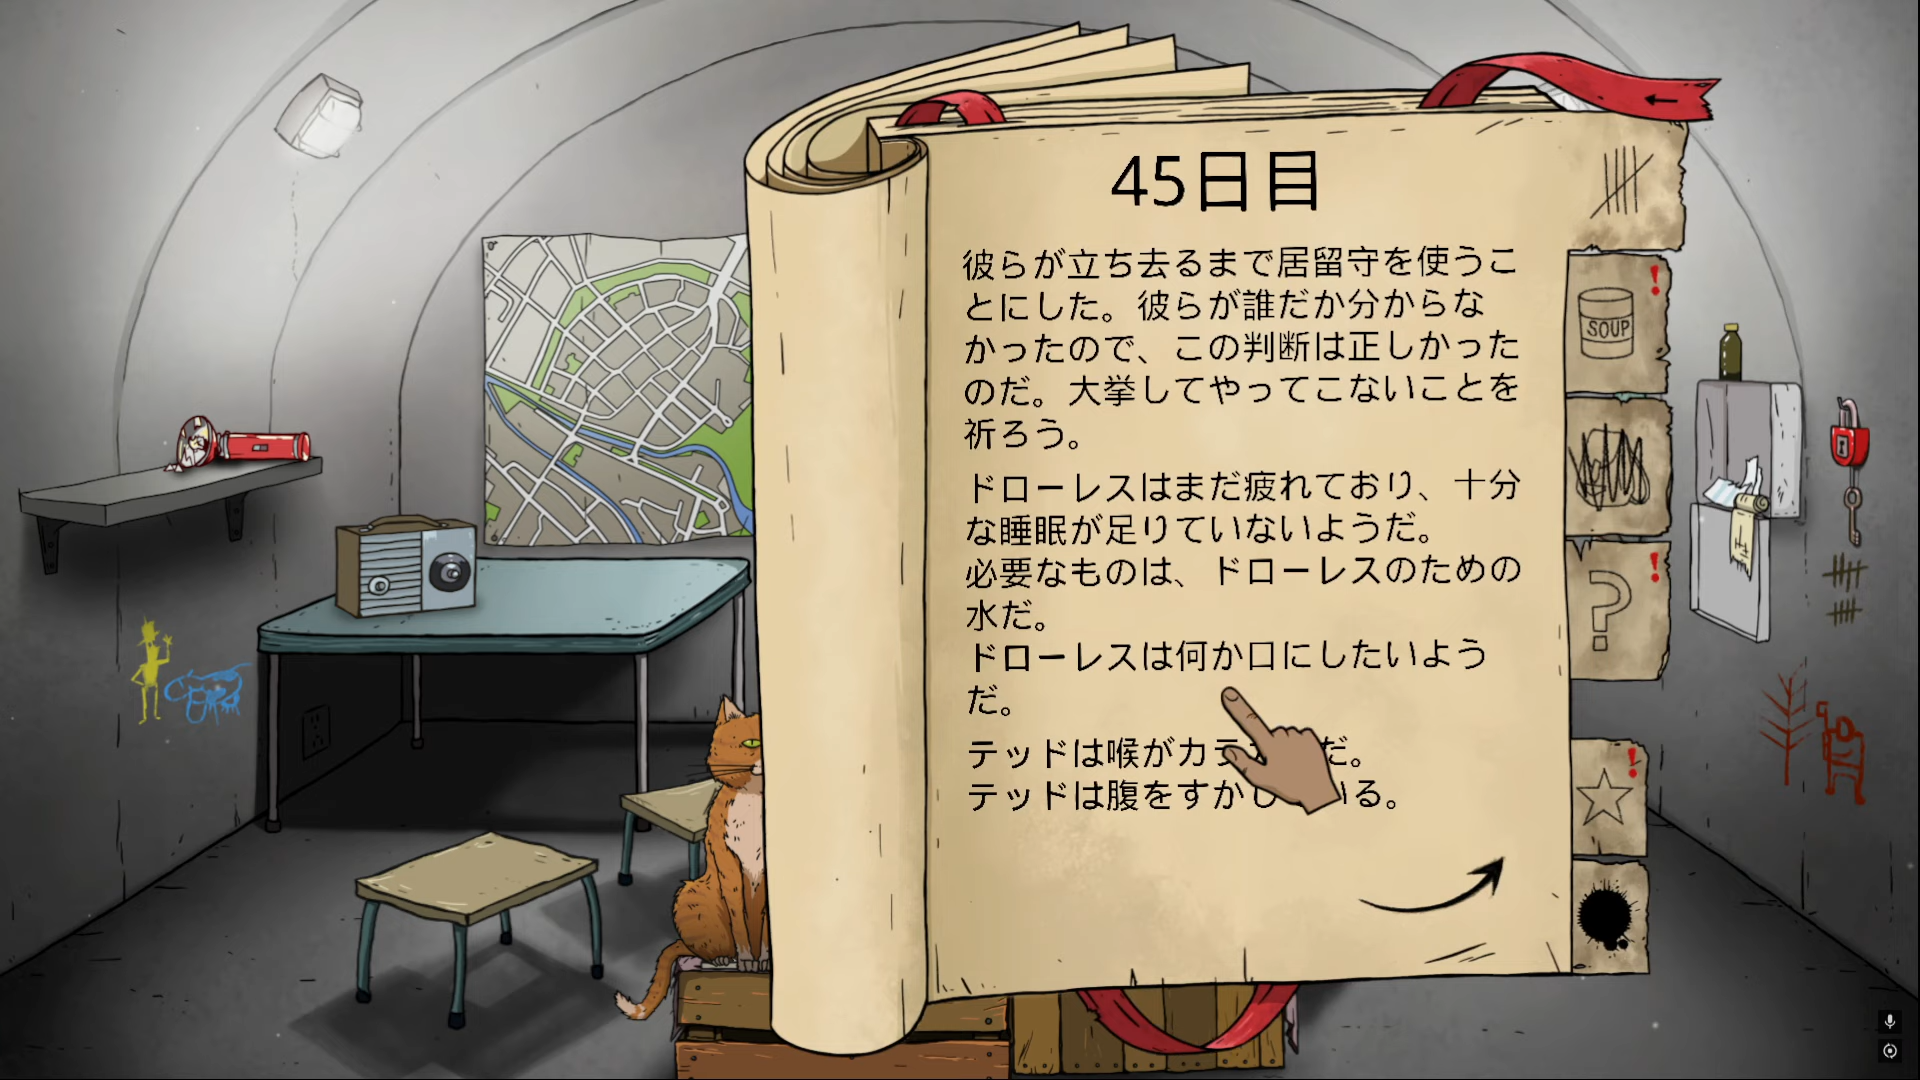 45日目
彼らが立ち去るまで居留守を使うこ
とにした。彼らが誰だか分からな
かったので、この判断は正しかった
のだ。大挙してやってこないことを
祈ろう。
ドローレスはまだ疲れており、十分
な睡眠が足りていないようだ。
必要なものは、ドローレスのための
水だ。
ドローレスは何か口にしたいよう
だ。
テッドは喉がカラ だ。
テッドは腹をすかし いる。
SOUP